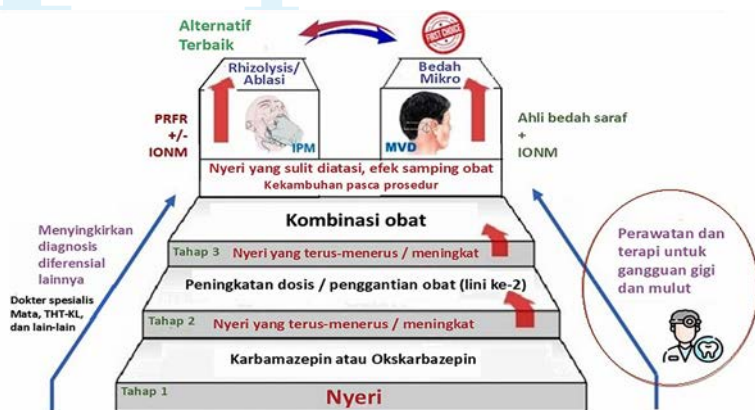 Alternatif
Terbaik
FIRST CHOICE
Rhizolysis/
Ablasi
Bedah
Mikro
PRFR
+/-
IONM
IPM
MVD
Ahli bedah saraf
+
IONM
Nyeri yang sulit diatasi, efek samping obat
Kekambuhan pasca prosedur
Menyingkirkan
diagnosis
diferensial
lainnya
Dokter spesialis
Mata, THT-KL,
dan lain-lain
Kombinasi obat
Tahap 3 Nyeri yang terus-menerus / meningkat
Peningkatan dosis / penggantian obat (lini ke-2)
Tahap 2 Nyeri yang terus-menerus / meningkat
Karbamazepin atau Okskarbazepin
Tahap 1
Nyeri
Perawatan dan
terapi untuk
gangguan gigi
dan mulut